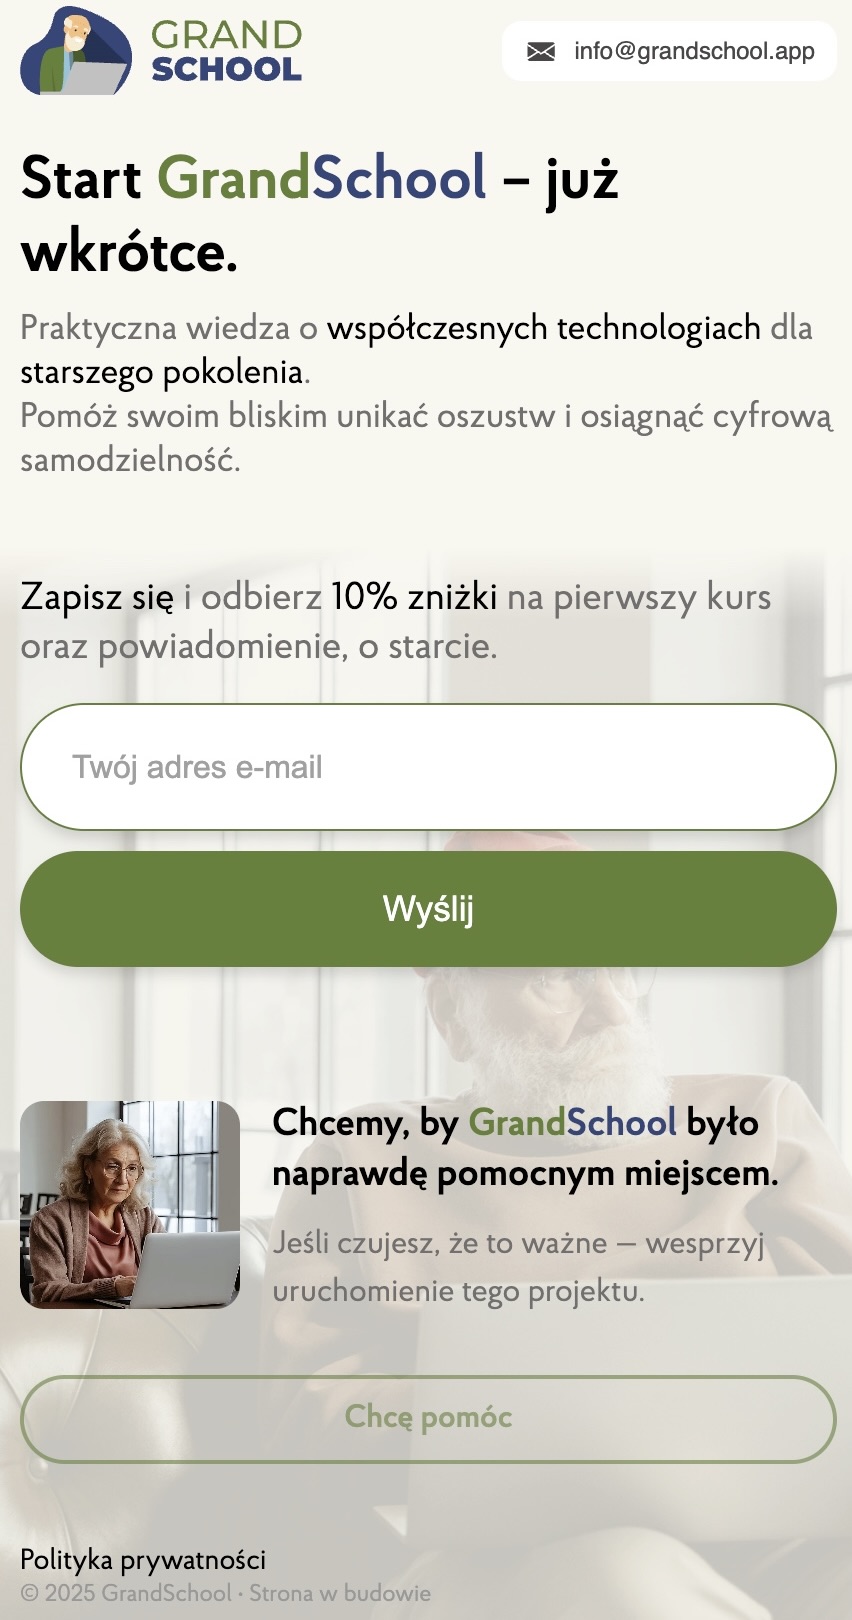 GRAND
SCHOOL
info@grandschool.app
Start GrandSchool – już
wkrótce.
Praktyczna wiedza o współczesnych technologiach dla
starszego pokolenia.
Pomóż swoim bliskim unikać oszustw i osiągnąć cyfrową
samodzielność.
Zapisz się i odbierz 10% zniżki na pierwszy kurs
oraz powiadomienie, o starcie.
Twój adres e-mail
Wyślij
Chcemy, by GrandSchool było
naprawdę pomocnym miejscem.
Jeśli czujesz, że to ważne — wesprzyj
uruchomienie tego projektu.
Chcę pomóc
Polityka prywatności
© 2025 GrandSchool • Strona w budowie